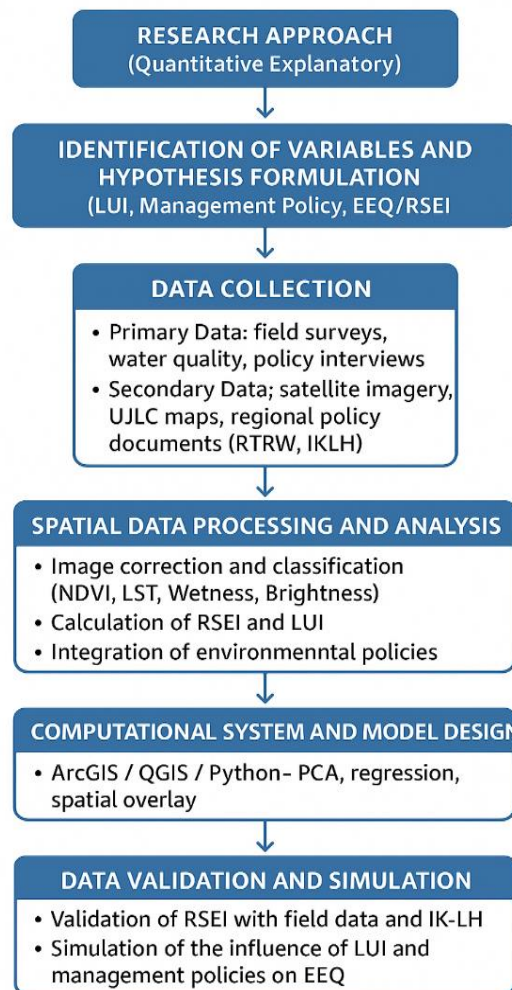 RESEARCH APPROACH
(Quantitative Explanatory)
IDENTIFICATION OF VARIABLES AND
HYPOTHESIS FORMULATION
(LUI, Management Policy, EEQ/RSEI
DATA COLLECTION
• Primary Data: field surveys,
water quality, policy interviews
• Secondary Data; satellite imagery,
UJLC maps, regional policy
documents (RTRW, IKLH)
SPATIAL DATA PROCESSING AND ANALYSIS
• Image correction and classification
(NDVI, LST, Wetness, Brightness)
• Calculation of RSEI and LUI
• Integration of environmenntal policies
COMPUTATIONAL SYSTEM AND MODEL DESIGN
• ArcGIS / QGIS / Python- PCA, regression,
spatial overlay
DATA VALIDATION AND SIMULATION
• Validation of RSEI with field data and IK-LH
• Simulation of the influence of LUI and
management policies on EEQ